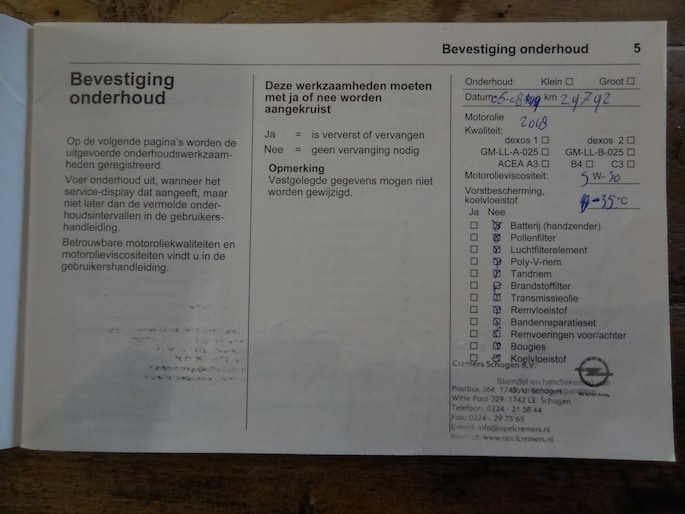 Bevestiging onderhoud 5
Bevestiging
onderhoud
Op de volgende pagina's worden de
uitgevoerde onderhoudswerkzaam-
heden geregistreerd.
Voer onderhoud uit, wanneer het
service-display dat aangeeft, maar
niet later dan de vermelde onder-
houdsintervallen in de gebruikers-
handleiding.
Betrouwbare motoroliekwaliteiten en
motorolieviscositeiten vindt u in de
gebruikershandleiding.
Deze werkzaamheden moeten
met ja of nee worden
aangekruist
Ja = is ververst of vervangen
Nee = geen vervanging nodig
Opmerking
Vastgelegde gegevens mogen niet
worden gewijzigd.
Onderhoud: Klein Groot
Datum: km 29792
Motorolie
2018
Kwaliteit:
dexos 1 dexos 2
GM-LL-A-025 GM-LL-B-025
ACEA A3 B4 C3
Motorolieviscositeit: 5 W- 30
Vorstbescherming,
koelvloeistof -35 °C
Ja Nee
Batterij (handzender)
Pollenfilter
Luchtfilterelement
Poly-V-riem
Tandriem
Brandstoffilter
Transmissieolie
Remvloeistof
Bandenreparatieset
Remvoeringen voor/achter
Bougies
Koelvloeistof
Cremers Schagen B.V.
Stempel en
Postbus 364 1740 Schagen
Witte Paal 329 1742 LE Schagen
Telefoon: 0224 - 21 38 44
Fax: 0224 - 29 75 65
E-mail: info@opelcremers.nl
www.opelcremers.nl